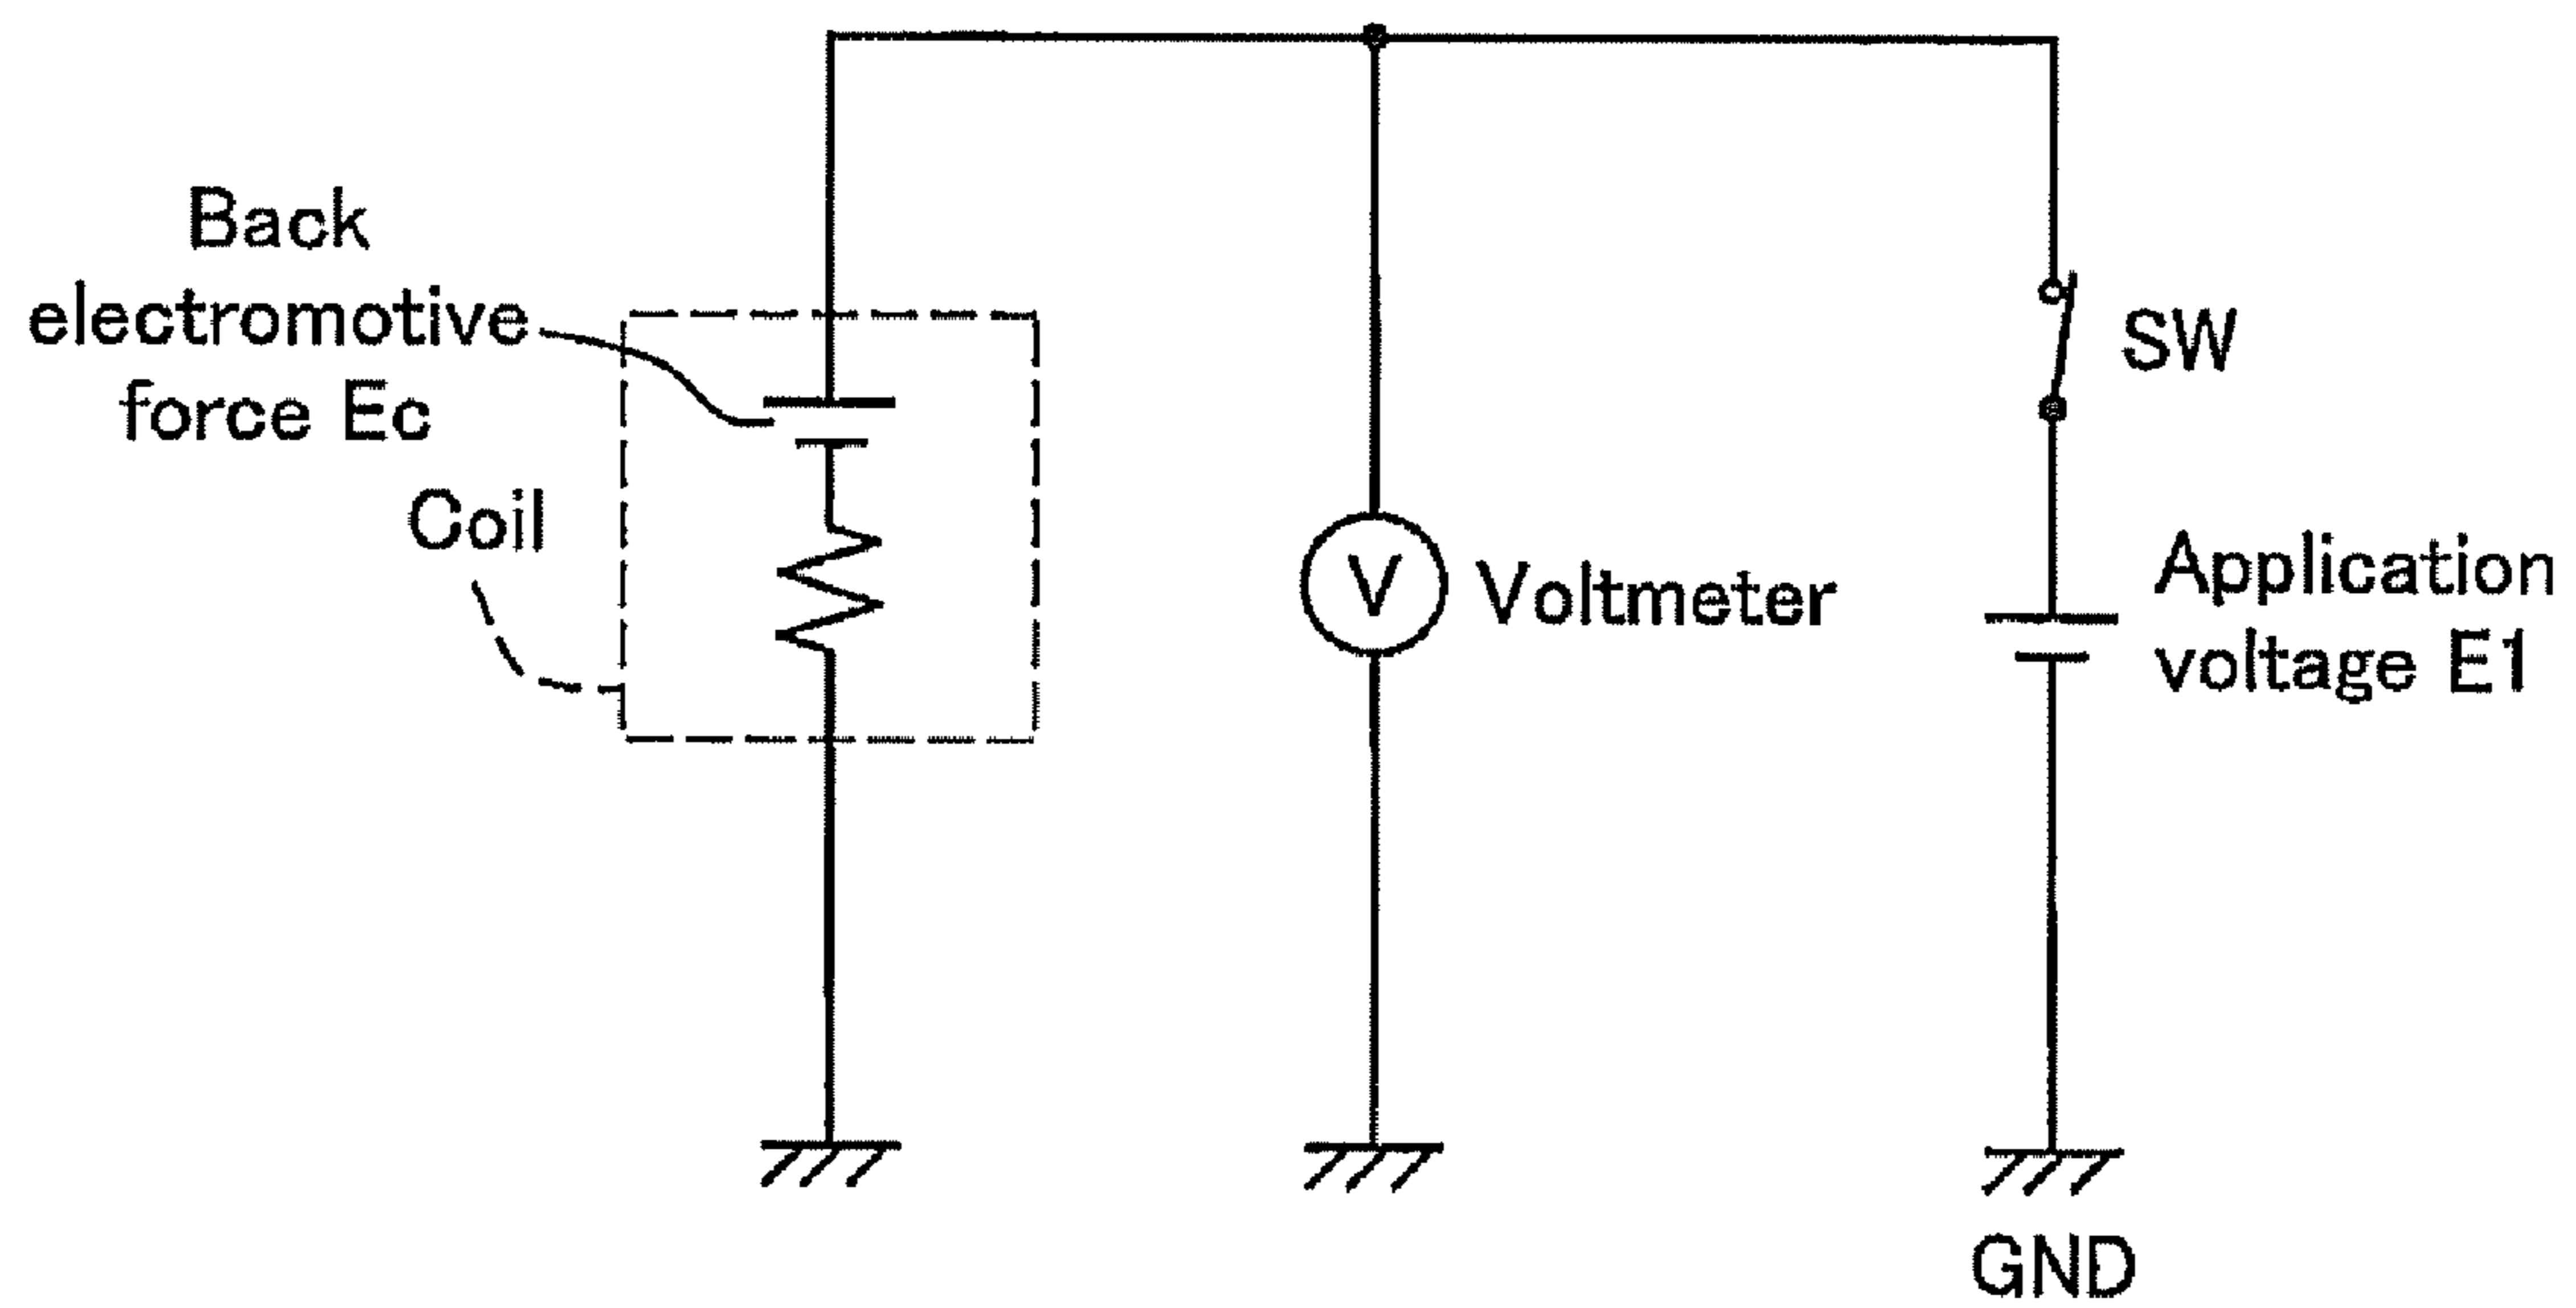 Back
electromotive
force Ec
Coil
SW
V
Voltmeter
Application
voltage E1
GND